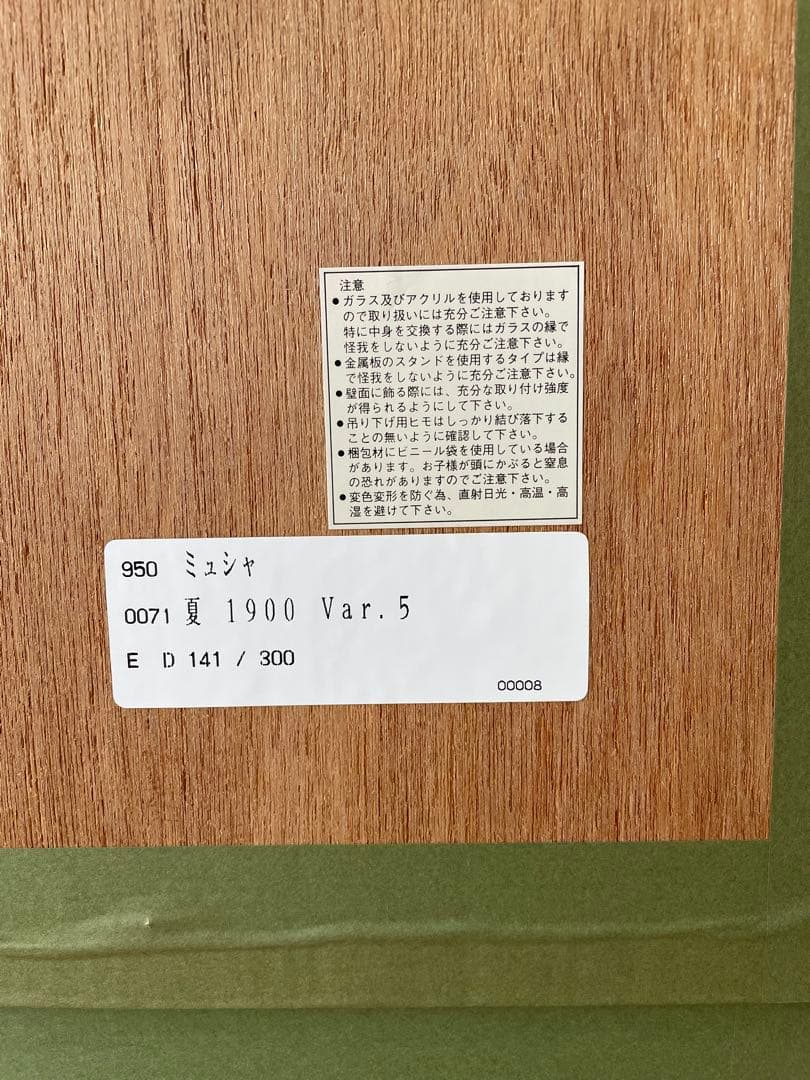 注意
●ガラス及びアクリルを使用しております
ので取り扱いには充分ご注意下さい。
特に中身を交換する際にはガラスの縁で
怪我をしないように充分ご注意下さい。
●金属板のスタンドを使用するタイプは縁
で怪我をしないように充分ご注意下さい。
●壁面に飾る際には、充分な取り付け強度
が得られるようにして下さい。
●吊り下げ用ヒモはしっかり結び落下する
ことの無いように確認して下さい。
●梱包材にビニール袋を使用している場合
があります。お子様が頭にかぶると窒息
の恐れがありますのでご注意下さい。
●変色変形を防ぐ為、直射日光・高温・高
湿を避けて下さい。
950 ミュシャ
0071 夏 1900 Var.5
E D 141 / 300
00008